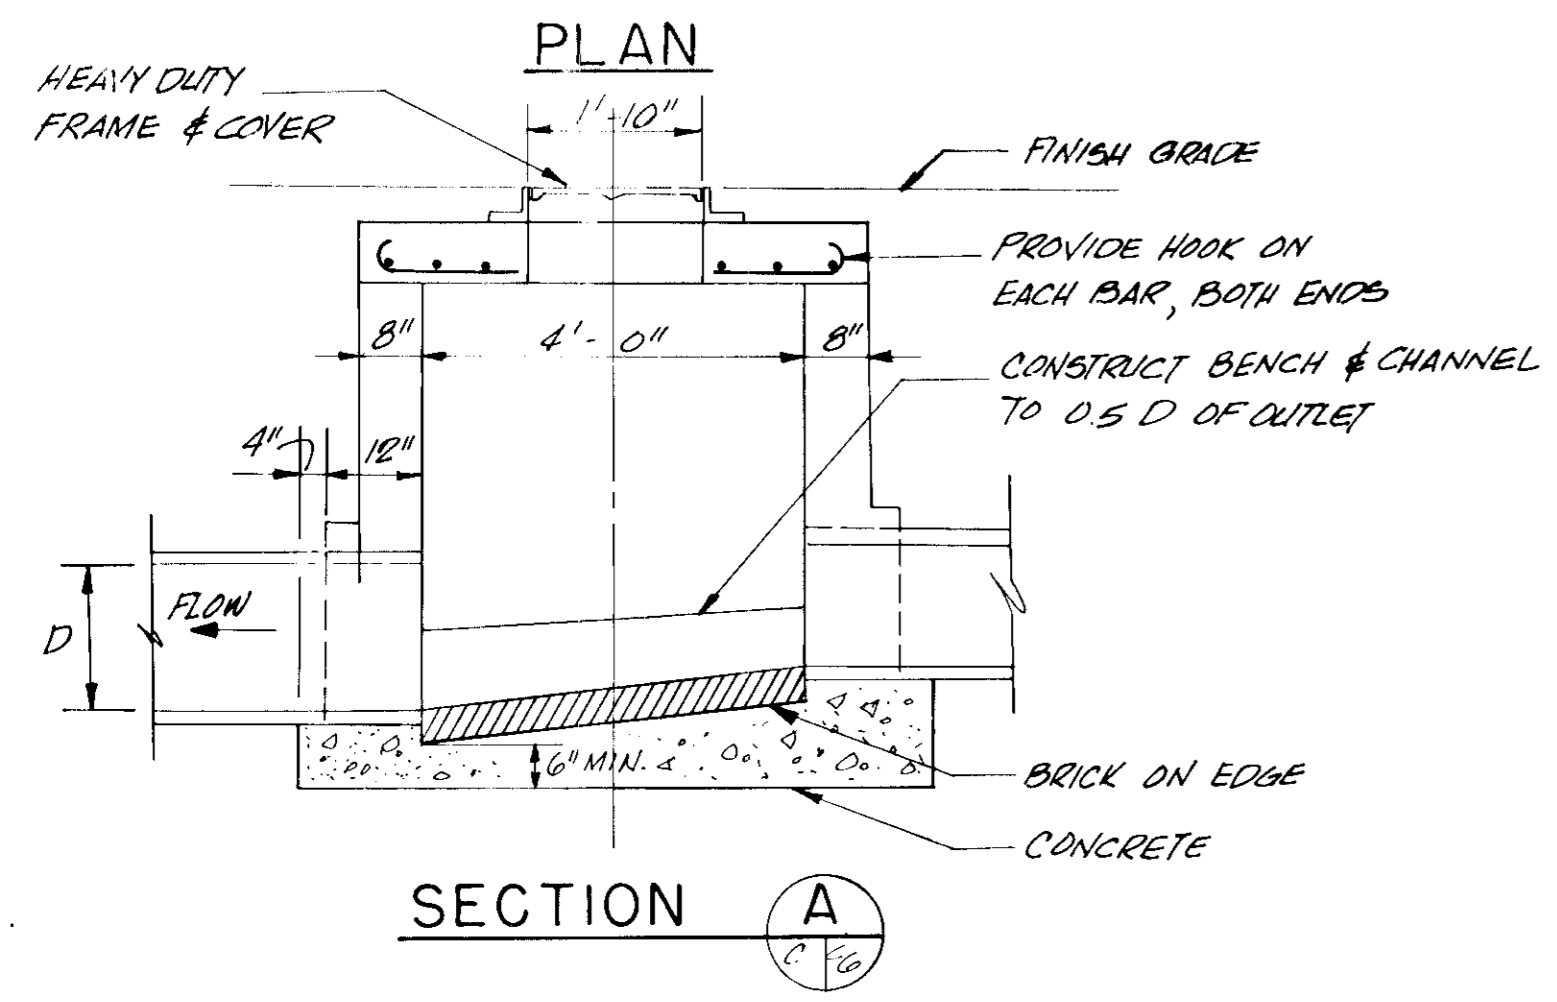 PLAN
HEAVY DUTY
FRAME & COVER
1'-10"
FINISH GRADE
PROVIDE HOOK ON
EACH BAR, BOTH ENDS
8"
4'-0"
8"
CONSTRUCT BENCH & CHANNEL
TO 0.5 D OF OUTLET
4"
12"
FLOW
D
6" MIN.
BRICK ON EDGE
CONCRETE
SECTION
A